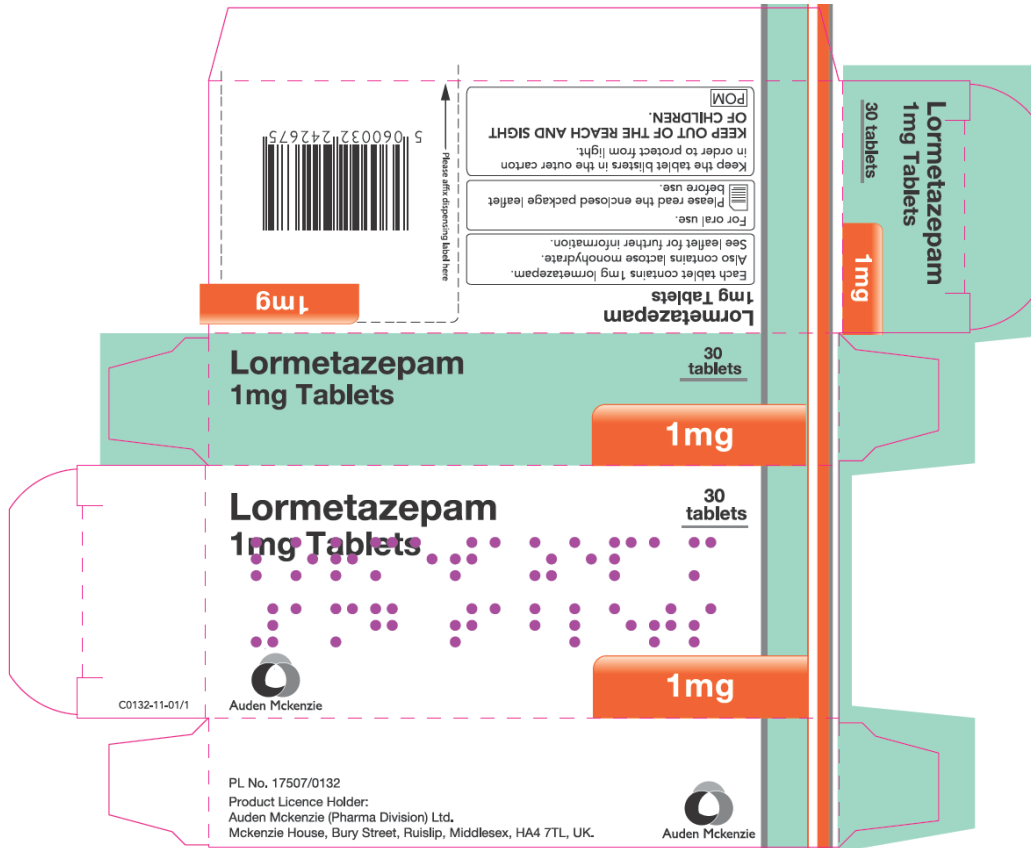 Lormetazepam
1mg Tablets
Each tablet contains 1mg lormetazepam.
Also contains lactose monohydrate.
See leaflet for further information.
For oral use.
Please read the enclosed package leaflet
before use.
Keep the tablet blisters in the outer carton
in order to protect from light.
KEEP OUT OF THE REACH AND SIGHT
OF CHILDREN.
POM
1mg
Please affix dispensing label here
5 060032 242675
Lormetazepam
1mg Tablets
30 tablets
1mg
Lormetazepam
1mg Tablets
30
tablets
1mg
Lormetazepam
1mg Tablets
30
tablets
1mg
Auden Mckenzie
C0132-11-01/1
PL No. 17507/0132
Product Licence Holder:
Auden Mckenzie (Pharma Division) Ltd.
Mckenzie House, Bury Street, Ruislip, Middlesex, HA4 7TL, UK.
Auden Mckenzie